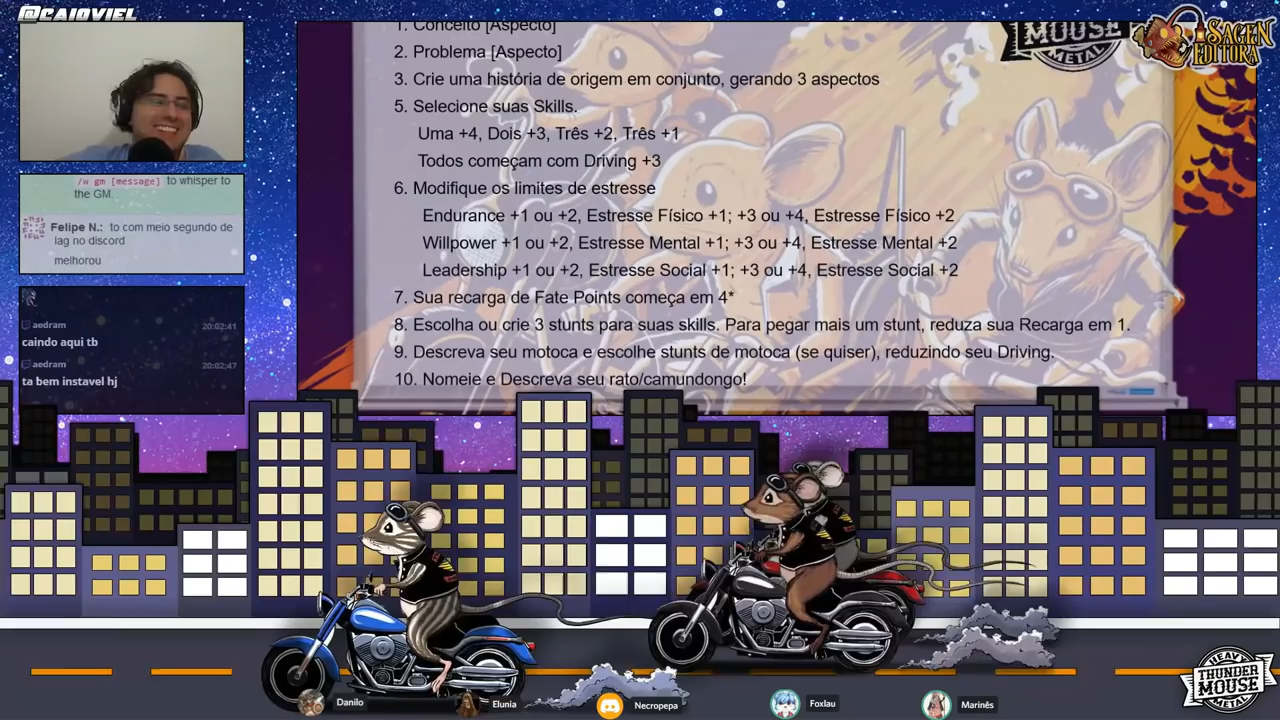 @CAIOVIEL
1. Conceito [Aspecto]
2. Problema [Aspecto]
3. Crie uma história de origem em conjunto, gerando 3 aspectos
5. Selecione suas Skills.
Uma +4, Dois +3, Três +2, Três +1
Todos começam com Driving +3
6. Modifique os limites de estresse
Endurance +1 ou +2, Estresse Físico +1; +3 ou +4, Estresse Físico +2
Willpower +1 ou +2, Estresse Mental +1; +3 ou +4, Estresse Mental +2
Leadership +1 ou +2, Estresse Social +1; +3 ou +4, Estresse Social +2
7. Sua recarga de Fate Points começa em 4*
8. Escolha ou crie 3 stunts para suas skills. Para pegar mais um stunt, reduza sua Recarga em 1.
9. Descreva seu motoca e escolhe stunts de motoca (se quiser), reduzindo seu Driving.
10. Nomeie e Descreva seu rato/camundongo!
MOUSE
METAL
SAGEN
EDITORA
/w gm [message] to whisper to
the GM.
Felipe N.: to com meio segundo de
lag no discord
melhorou
aedram 20:02:41
caindo aqui tb
aedram 20:02:47
ta bem instavel hj
HEAVY
THUNDER
MOUSE
METAL
Danilo
Elunia
Necropepa
Foxlau
Marinês